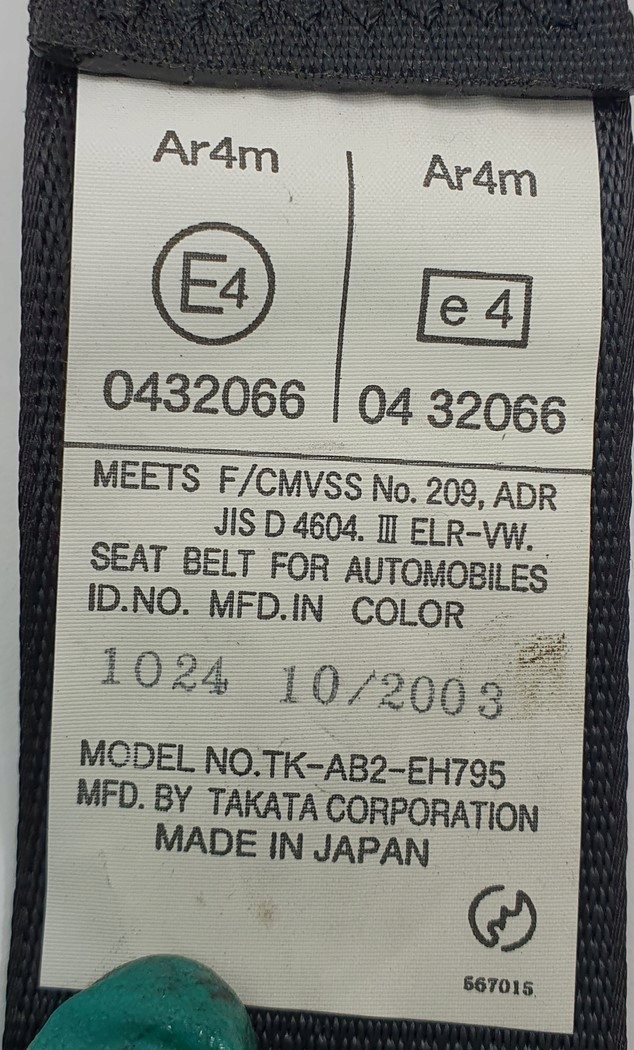 Ar4m
E4
0432066
Ar4m
e 4
04 32066
MEETS F/CMVSS No. 209, ADR
JIS D 4604. III ELR-VW.
SEAT BELT FOR AUTOMOBILES
ID.NO. MFD.IN COLOR
1024 10/2003
MODEL NO.TK-AB2-EH795
MFD. BY TAKATA CORPORATION
MADE IN JAPAN
567015